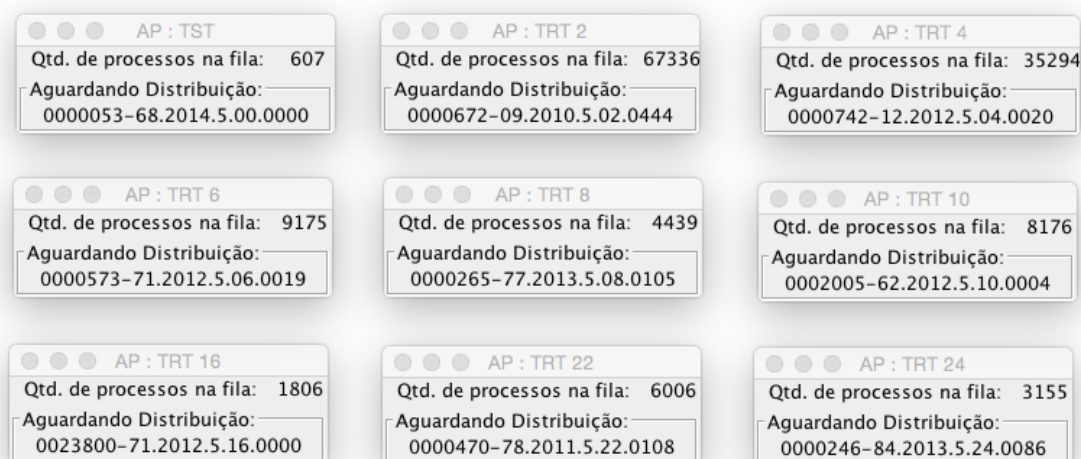 AP : TST
Qtd. de processos na fila: 607
Aguardando Distribuição:
0000053-68.2014.5.00.0000
AP : TRT 2
Qtd. de processos na fila: 67336
Aguardando Distribuição:
0000672-09.2010.5.02.0444
AP : TRT 4
Qtd. de processos na fila: 35294
Aguardando Distribuição:
0000742-12.2012.5.04.0020
AP : TRT 6
Qtd. de processos na fila: 9175
Aguardando Distribuição:
0000573-71.2012.5.06.0019
AP : TRT 8
Qtd. de processos na fila: 4439
Aguardando Distribuição:
0000265-77.2013.5.08.0105
AP : TRT 10
Qtd. de processos na fila: 8176
Aguardando Distribuição:
0002005-62.2012.5.10.0004
AP : TRT 16
Qtd. de processos na fila: 1806
Aguardando Distribuição:
0023800-71.2012.5.16.0000
AP : TRT 22
Qtd. de processos na fila: 6006
Aguardando Distribuição:
0000470-78.2011.5.22.0108
AP : TRT 24
Qtd. de processos na fila: 3155
Aguardando Distribuição:
0000246-84.2013.5.24.0086